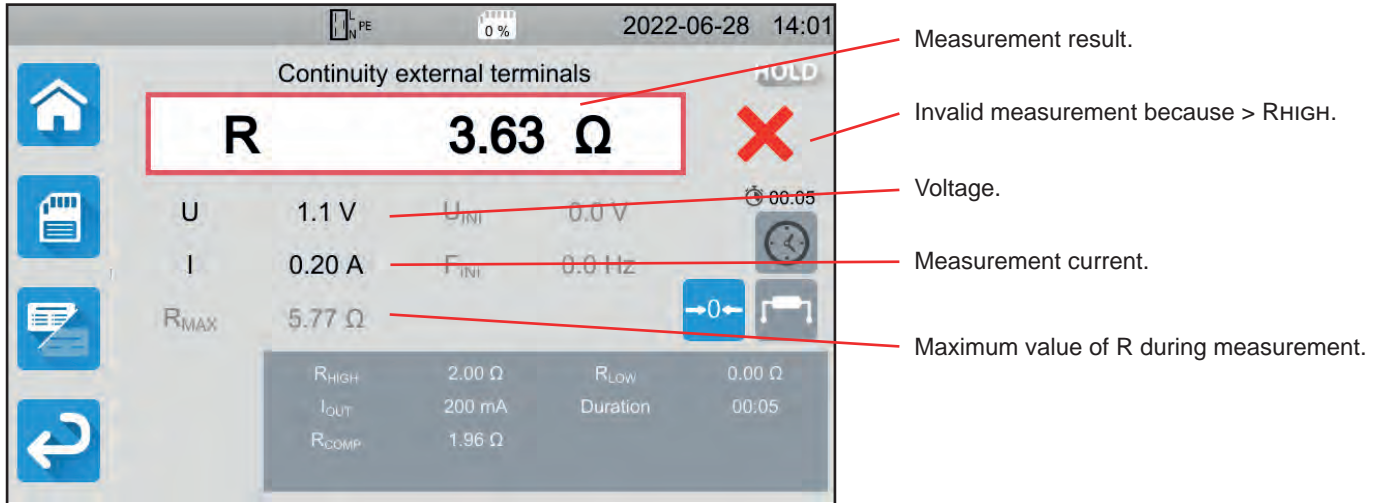 L
N PE
0 %
2022-06-28 14:01
Continuity external terminals
HOLD
R 3.63 Ω
U 1.1 V UINI 0.0 V
00:05
I 0.20 A FINI 0.0 Hz
RMAX 5.77 Ω
→0←
RHIGH 2.00 Ω RLOW 0.00 Ω
IOUT 200 mA Duration 00:05
RCOMP 1.96 Ω
Measurement result.
Invalid measurement because > RHIGH.
Voltage.
Measurement current.
Maximum value of R during measurement.